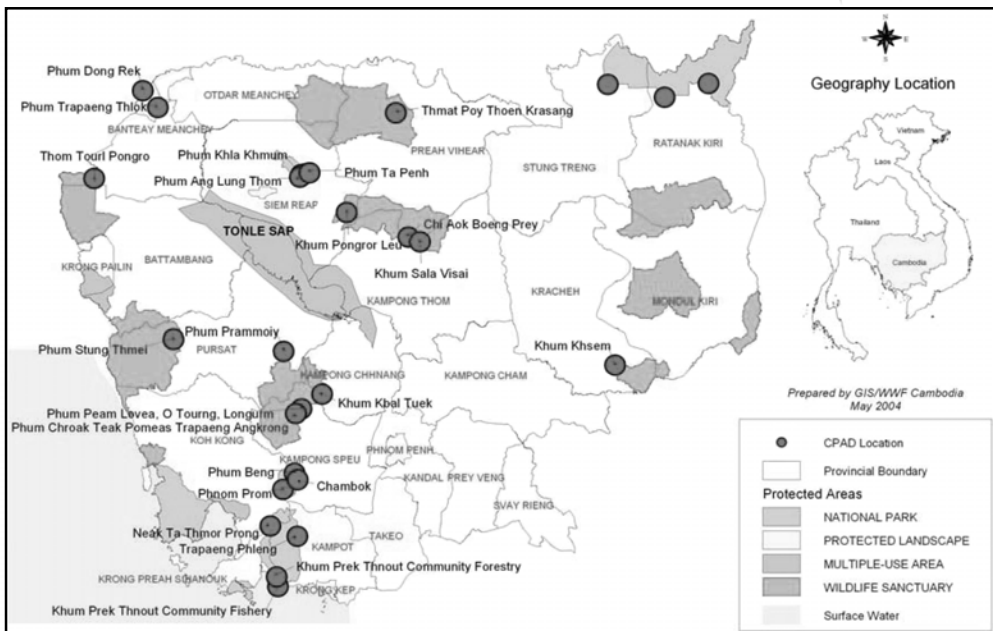 N
W E
S
Geography Location
Vietnam
Laos
Thailand
Cambodia
Prepared by GIS/WWF Cambodia
May 2004
CPAD Location
Provincial Boundary
Protected Areas
NATIONAL PARK
PROTECTED LANDSCAPE
MULTIPLE-USE AREA
WILDLIFE SANCTUARY
Surface Water
Phum Dong Rek
OTDAR MEANCHEY
Phum Trapaeng Thlok
Thmat Poy Thoen Krasang
BANTEAY MEANCHEY
PREAH VIHEAR
RATANAK KIRI
Thom Tourl Pongro
Phum Khla Khmum
STUNG TRENG
Phum Ang Lung Thom
Phum Ta Penh
SIEM REAP
TONLE SAP
Chi Aok Boeng Prey
Khum Pongror Leu
BATTAMBANG
KRONG PAILIN
Khum Sala Visai
KAMPONG THOM
KRACHEH
MONDUL KIRI
Phum Prammoiy
Phum Stung Thmei
PURSAT
Khum Khsem
KAMPONG CHHNANG
KAMPONG CHAM
Khum Kbal Tuek
Phum Peam Lovea, O Tourng,
Phum Chroak Teak Pomeas Trapaeng Angkrong
KOH KONG
PHNOM PENH
KAMPONG SPEU
Phum Beng
Chambok
KANDAL
PREY VENG
Phnom Prom
SVAY RIENG
Neak Ta Thmor Prong
TAKEO
Trapaeng Phleng
KAMPOT
Khum Prek Thnout Community Forestry
KRONG PREAH SIHANOUK
KRONG KEP
Khum Prek Thnout Community Fishery